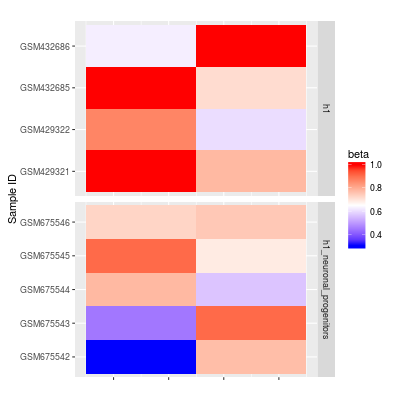 GSM432686
GSM432685
GSM429322
GSM429321
h1
GSM675546
GSM675545
GSM675544
GSM675543
GSM675542
h1_neuronal_progenitors
Sample ID
beta
1.0
0.8
0.6
0.4